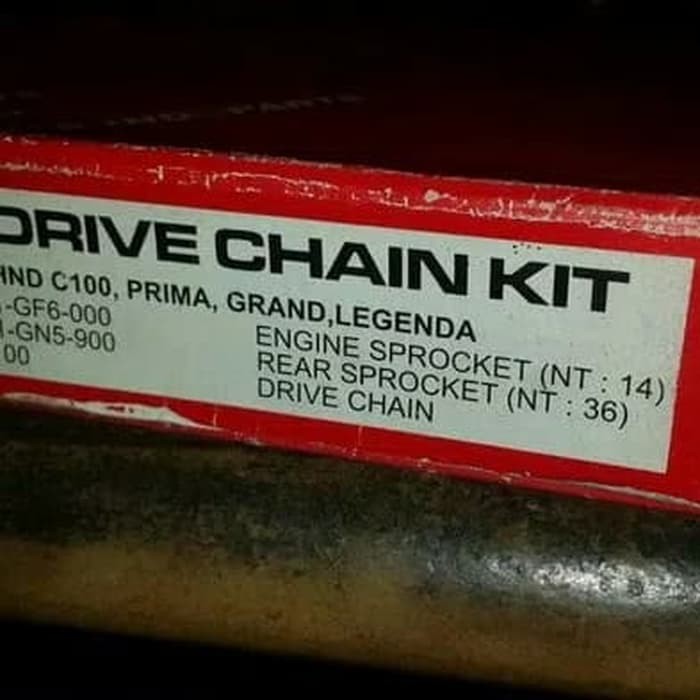 DRIVE CHAIN KIT
HND C100, PRIMA, GRAND,LEGENDA
-GF6-000
-GN5-900
00
ENGINE SPROCKET (NT : 14)
REAR SPROCKET (NT : 36)
DRIVE CHAIN